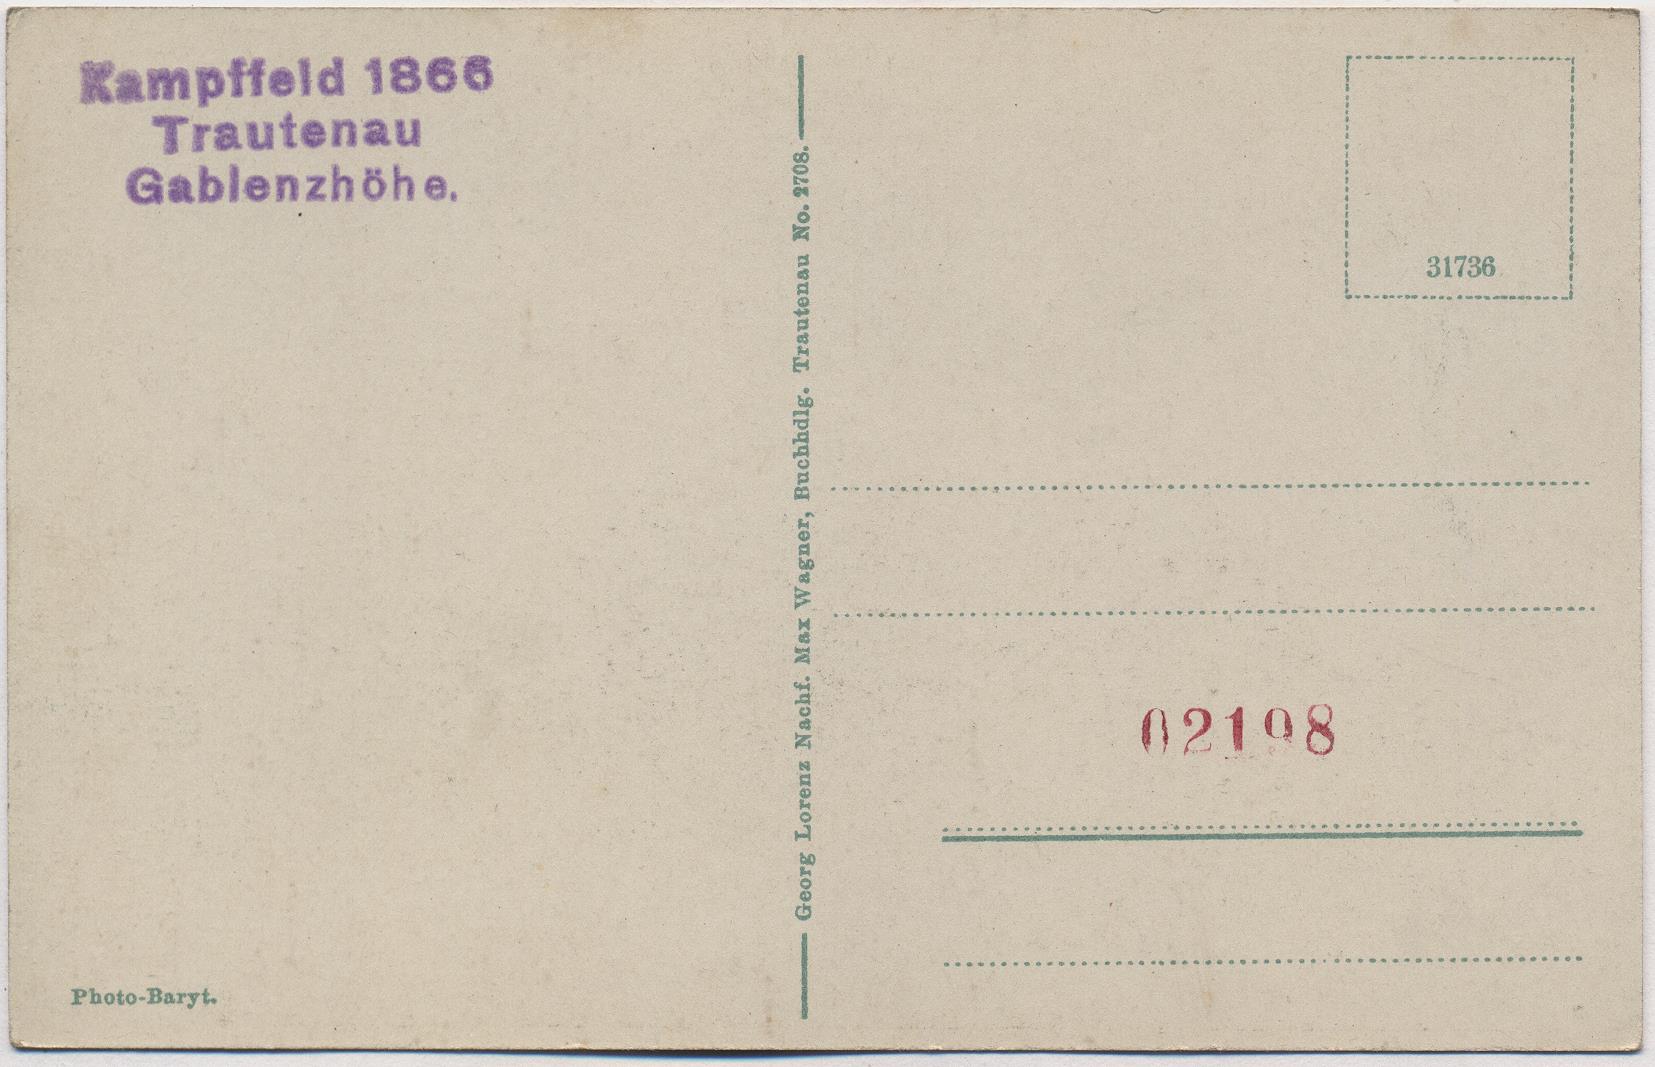 Kampffeld 1866
Trautenau
Gablenzhöhe.
Photo-Baryt.
Georg Lorenz Nachf. Max Wagner, Buchhdlg. Trautenau No. 2708.
31736
02198